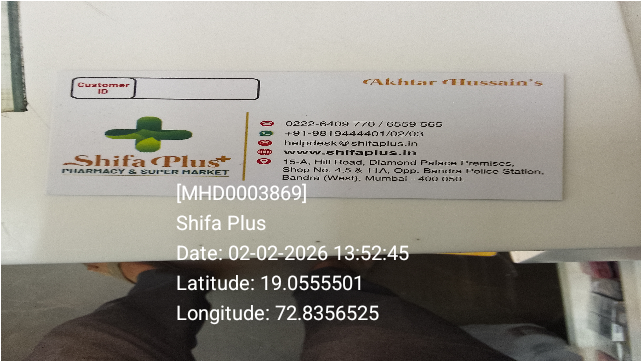 Customer
ID
Akhtar Hussain's
0222-6409 770 / 6559 565
+91-9819444401/02/03
helpdesk@shifaplus.in
www.shifaplus.in
15-A, Hill Road, Diamond Palace Premises,
Shop No. 4,5 & 11A, Opp. Bandra Police Station,
Bandra (West), Mumbai - 400 050.
Shifa Plus
PHARMACY & SUPER MARKET
[MHD0003869]
Shifa Plus
Date: 02-02-2026 13:52:45
Latitude: 19.0555501
Longitude: 72.8356525